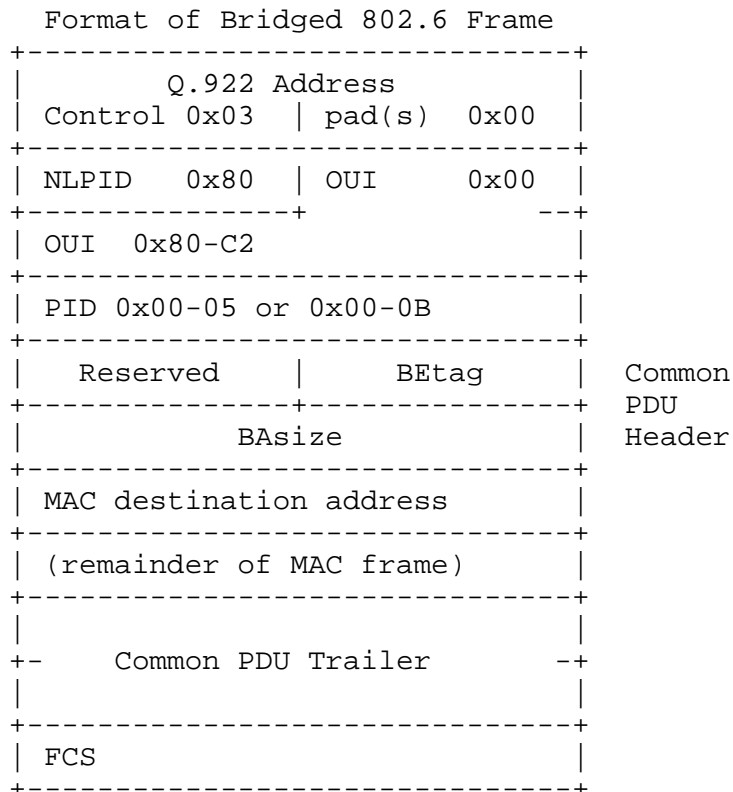 Format of Bridged 802.6 Frame
+-------------------------------+
| Q.922 Address |
| Control 0x03 | pad(s) 0x00 |
+-------------------------------+
| NLPID 0x80 | OUI 0x00 |
+---------------+ --+
| OUI 0x80-C2 |
+-------------------------------+
| PID 0x00-05 or 0x00-0B |
+-------------------------------+
| Reserved | BEtag | Common
+---------------+---------------+ PDU
| BAsize | Header
+-------------------------------+
| MAC destination address |
+-------------------------------+
| (remainder of MAC frame) |
+-------------------------------+
| |
+- Common PDU Trailer -+
| |
+-------------------------------+
| FCS |
+-------------------------------+